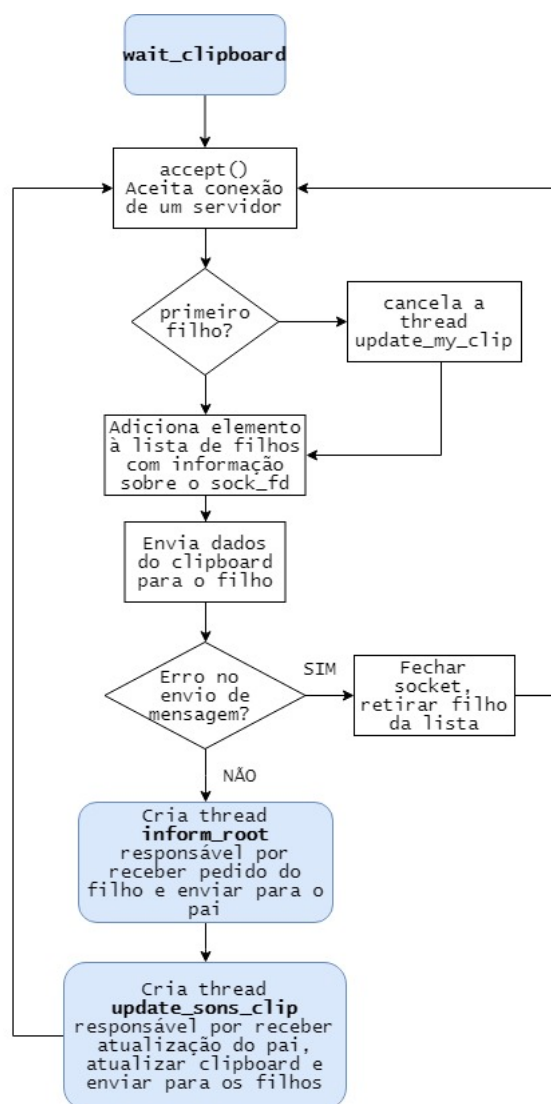 wait_clipboard
accept()
Aceita conexão
de um servidor
primeiro
filho?
cancela a
thread
update_my_clip
Adiciona elemento
à lista de filhos
com informação
sobre o sock_fd
Envia dados
do clipboard
para o filho
Erro no
envio de
mensagem?
SIM
Fechar
socket,
retirar filho
da lista
NÃO
Cria thread
inform_root
responsável por
receber pedido do
filho e enviar para o
pai
Cria thread
update_sons_clip
responsável por receber
atualização do pai,
atualizar clipboard e
enviar para os filhos